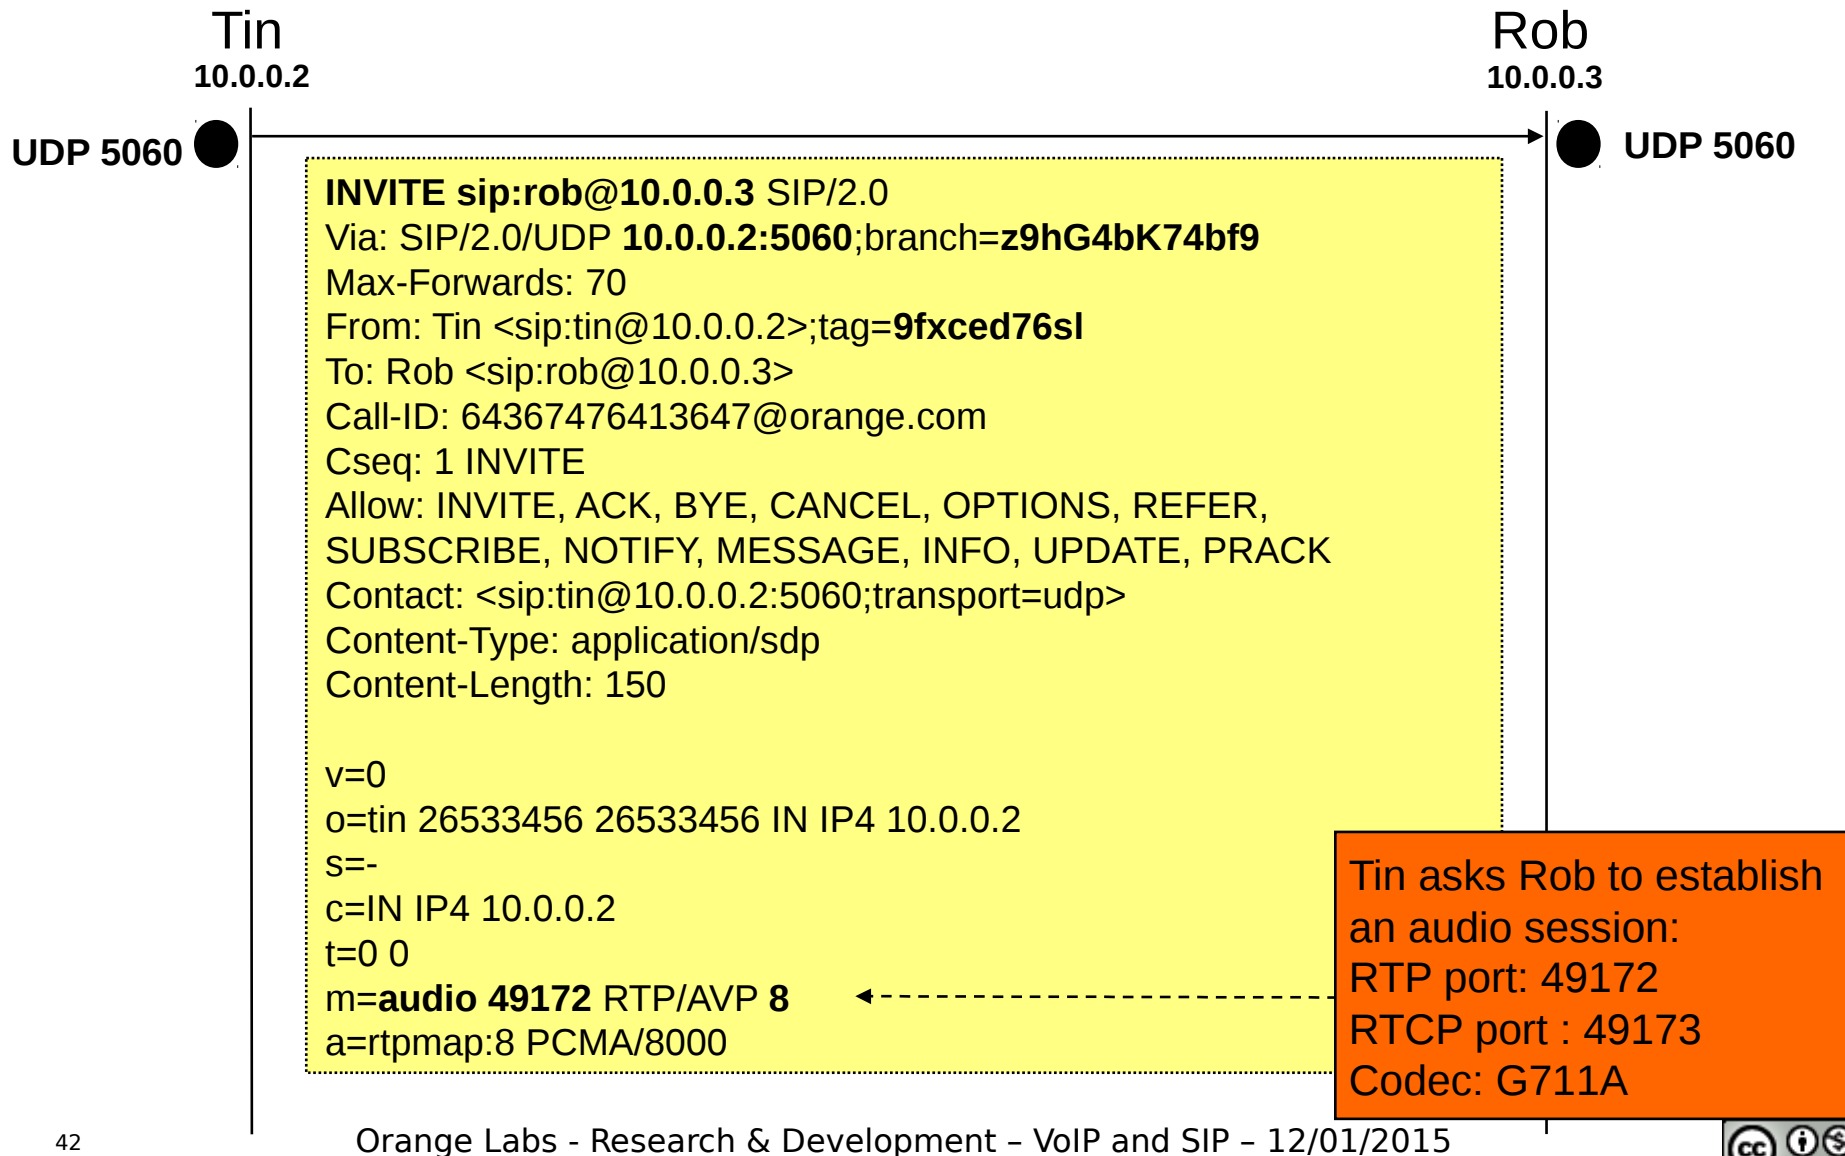 Tin
10.0.0.2
Rob
10.0.0.3
UDP 5060
UDP 5060
INVITE sip:rob@10.0.0.3 SIP/2.0
Via: SIP/2.0/UDP 10.0.0.2:5060;branch=z9hG4bK74bf9
Max-Forwards: 70
From: Tin <sip:tin@10.0.0.2>;tag=9fxced76sl
To: Rob <sip:rob@10.0.0.3>
Call-ID: 64367476413647@orange.com
Cseq: 1 INVITE
Allow: INVITE, ACK, BYE, CANCEL, OPTIONS, REFER,
SUBSCRIBE, NOTIFY, MESSAGE, INFO, UPDATE, PRACK
Contact: <sip:tin@10.0.0.2:5060;transport=udp>
Content-Type: application/sdp
Content-Length: 150
v=0
o=tin 26533456 26533456 IN IP4 10.0.0.2
s=-
c=IN IP4 10.0.0.2
t=0 0
m=audio 49172 RTP/AVP 8
a=rtpmap:8 PCMA/8000
Tin asks Rob to establish
an audio session:
RTP port: 49172
RTCP port : 49173
Codec: G711A
42
Orange Labs - Research & Development – VoIP and SIP – 12/01/2015
cc